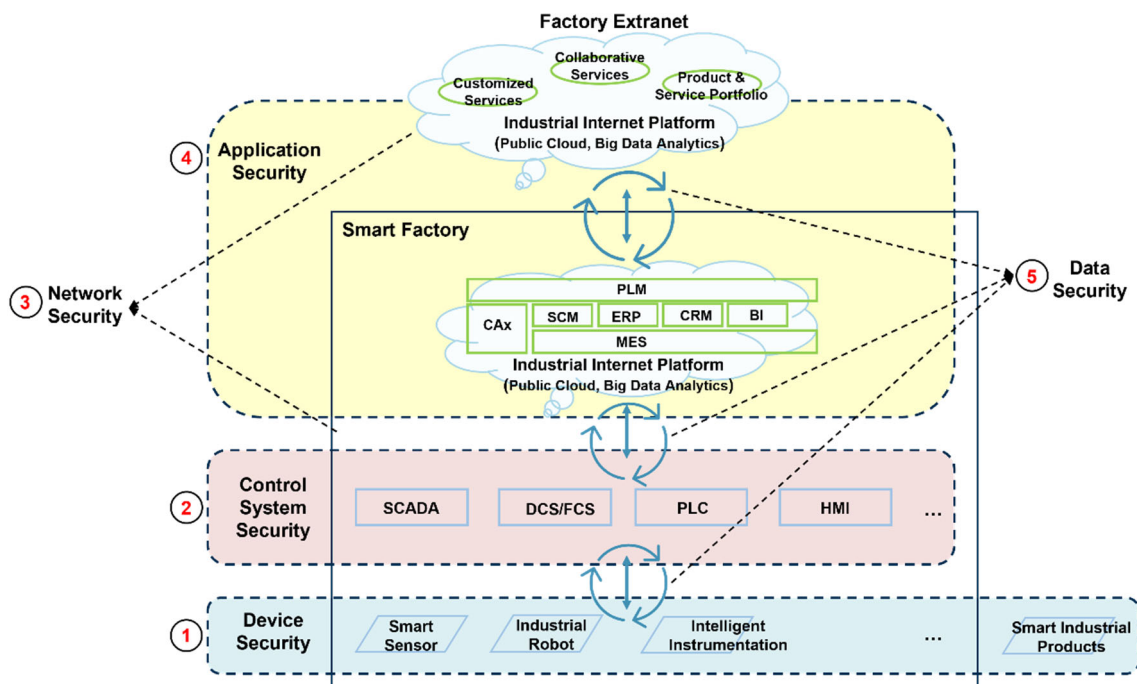 Factory Extranet
Collaborative
Services
Customized
Services
Product &
Service Portfolio
Industrial Internet Platform
(Public Cloud, Big Data Analytics)
4
Application
Security
Smart Factory
3
Network
Security
5
Data
Security
PLM
CAx
SCM
ERP
CRM
BI
MES
Industrial Internet Platform
(Public Cloud, Big Data Analytics)
2
Control
System
Security
SCADA
DCS/FCS
PLC
HMI
...
1
Device
Security
Smart
Sensor
Industrial
Robot
Intelligent
Instrumentation
...
Smart Industrial
Products